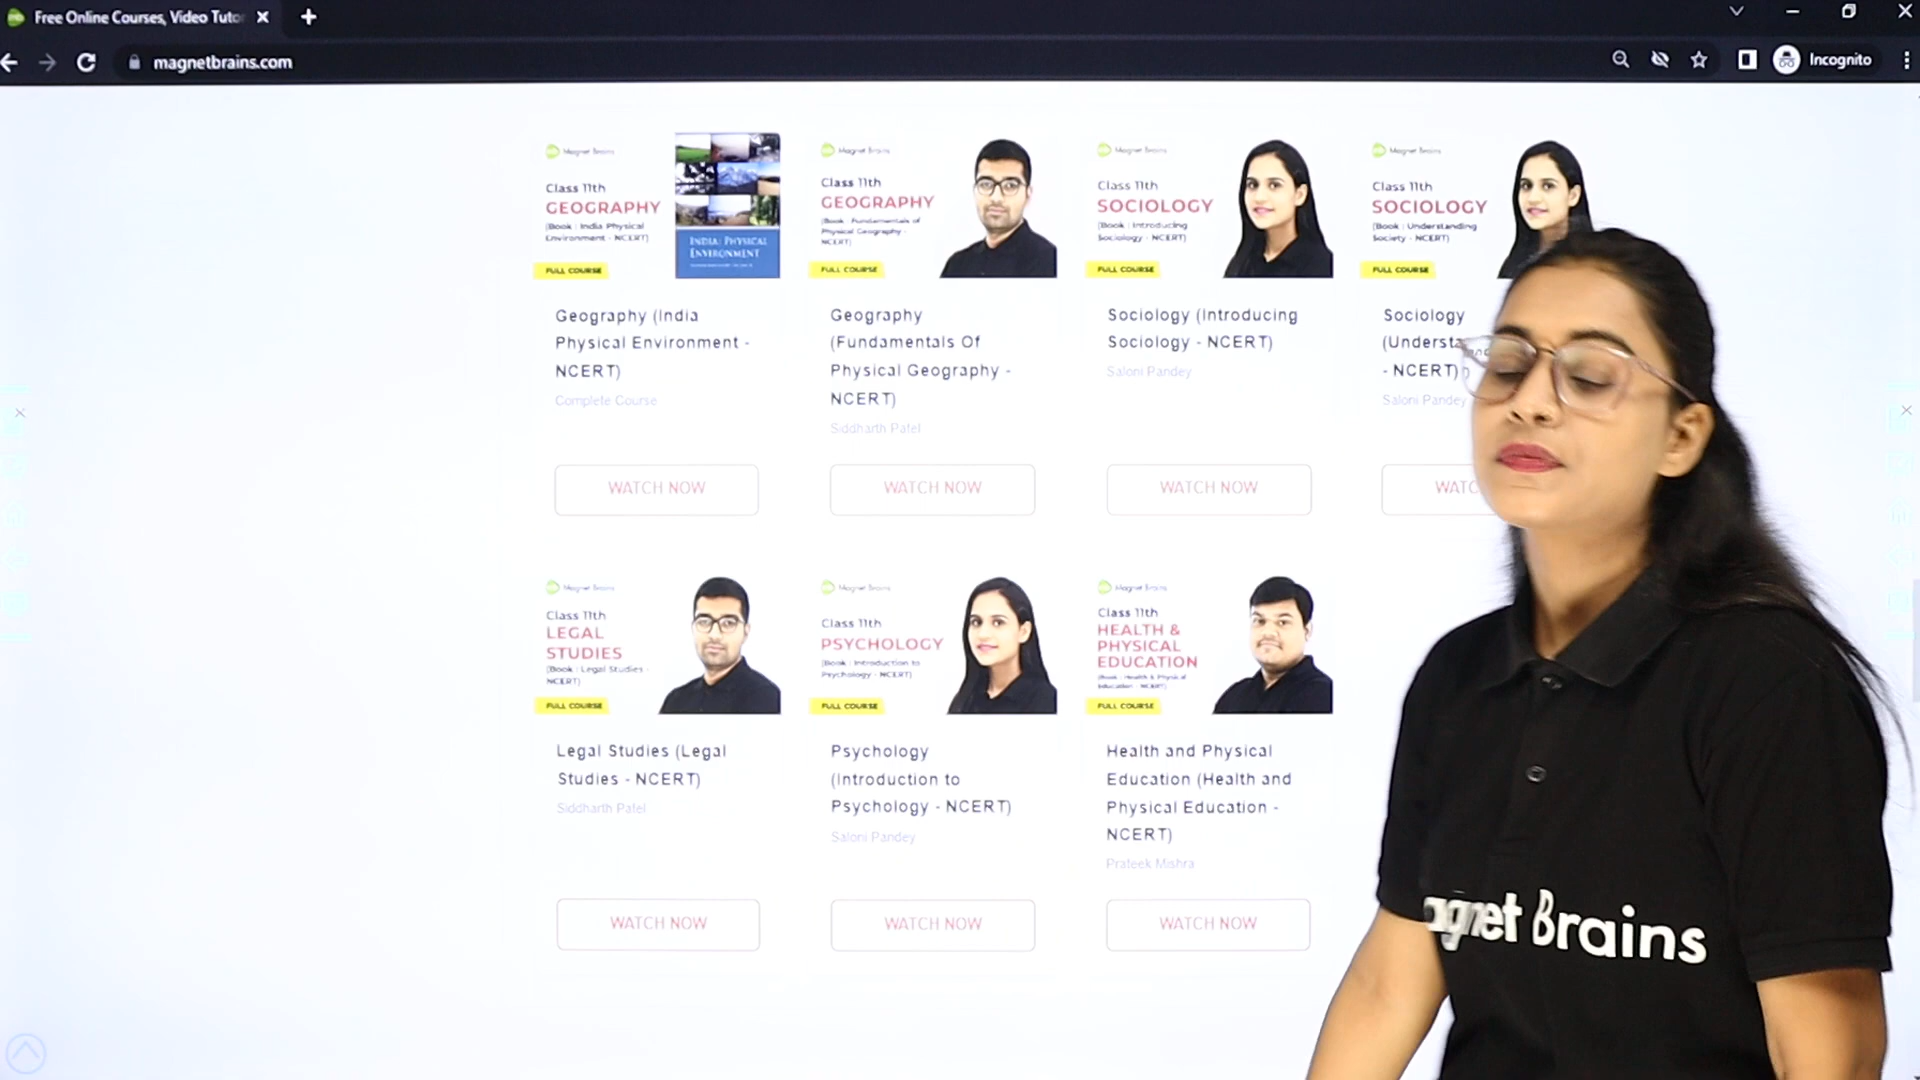 Free Online Courses, Video Tutor
magnetbrains.com
Incognito
Magnet Brains
Class 11th
GEOGRAPHY
(Book : India Physical
Environment - NCERT)
FULL COURSE
INDIA: PHYSICAL
ENVIRONMENT
Geography (India
Physical Environment -
NCERT)
Complete Course
WATCH NOW
Magnet Brains
Class 11th
GEOGRAPHY
(Book : Fundamentals of
Physical Geography -
NCERT)
FULL COURSE
Geography
(Fundamentals Of
Physical Geography -
NCERT)
Siddharth Patel
WATCH NOW
Magnet Brains
Class 11th
SOCIOLOGY
(Book : Introducing
Sociology - NCERT)
FULL COURSE
Sociology (Introducing
Sociology - NCERT)
Saloni Pandey
WATCH NOW
Magnet Brains
Class 11th
SOCIOLOGY
(Book : Understanding
Society - NCERT)
FULL COURSE
Sociology
(Understa
- NCERT)
Saloni Pandey
WATC
Magnet Brains
Class 11th
LEGAL
STUDIES
(Book : Legal Studies -
NCERT)
FULL COURSE
Legal Studies (Legal
Studies - NCERT)
Siddharth Patel
WATCH NOW
Magnet Brains
Class 11th
PSYCHOLOGY
(Book : Introduction to
Psychology - NCERT)
FULL COURSE
Psychology
(Introduction to
Psychology - NCERT)
Saloni Pandey
WATCH NOW
Magnet Brains
Class 11th
HEALTH &
PHYSICAL
EDUCATION
(Book : Health & Physical
Education - NCERT)
FULL COURSE
Health and Physical
Education (Health and
Physical Education -
NCERT)
Prateek Mishra
WATCH NOW
agnet Brains